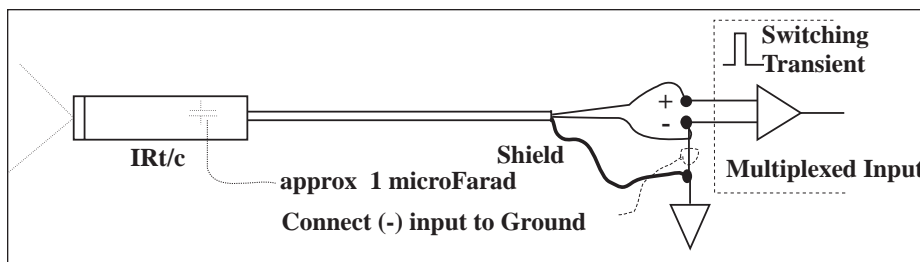 Switching
Transient
+
-
IRt/c
Shield
Multiplexed Input
approx 1 microFarad
Connect (-) input to Ground